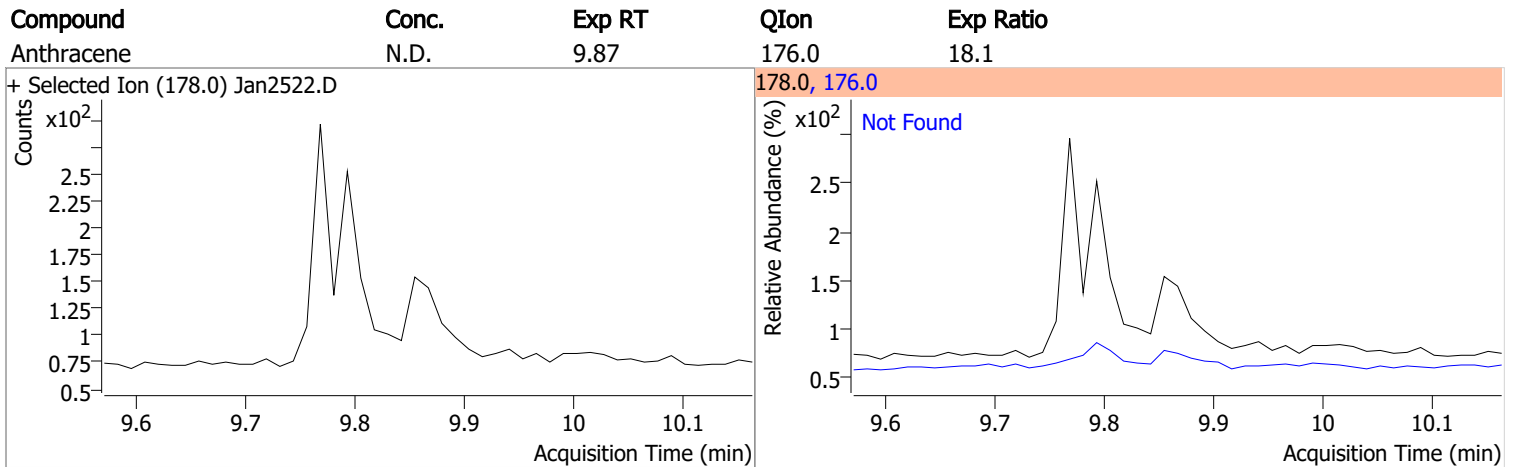 Compound Conc. Exp RT QIon Exp Ratio
Anthracene N.D. 9.87 176.0 18.1
+ Selected Ion (178.0) Jan2522.D
Counts
x10²
2.5
2.25
2
1.75
1.5
1.25
1
0.75
0.5
9.6 9.7 9.8 9.9 10 10.1
Acquisition Time (min)
178.0, 176.0
Relative Abundance (%)
x10²
Not Found
2.5
2
1.5
1
0.5
9.6 9.7 9.8 9.9 10 10.1
Acquisition Time (min)